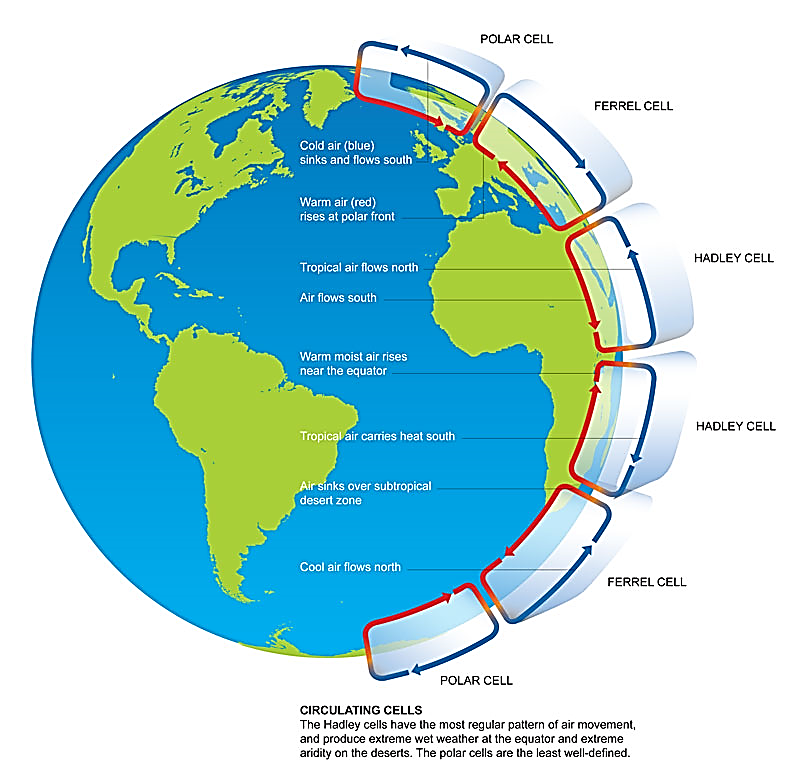 POLAR CELL
FERREL CELL
Cold air (blue)
sinks and flows south
Warm air (red)
rises at polar front
HADLEY CELL
Tropical air flows north
Air flows south
Warm moist air rises
near the equator
HADLEY CELL
Tropical air carries heat south
Air sinks over subtropical
desert zone
Cool air flows north
FERREL CELL
POLAR CELL
CIRCULATING CELLS
The Hadley cells have the most regular pattern of air movement,
and produce extreme wet weather at the equator and extreme
aridity on the deserts. The polar cells are the least well-defined.